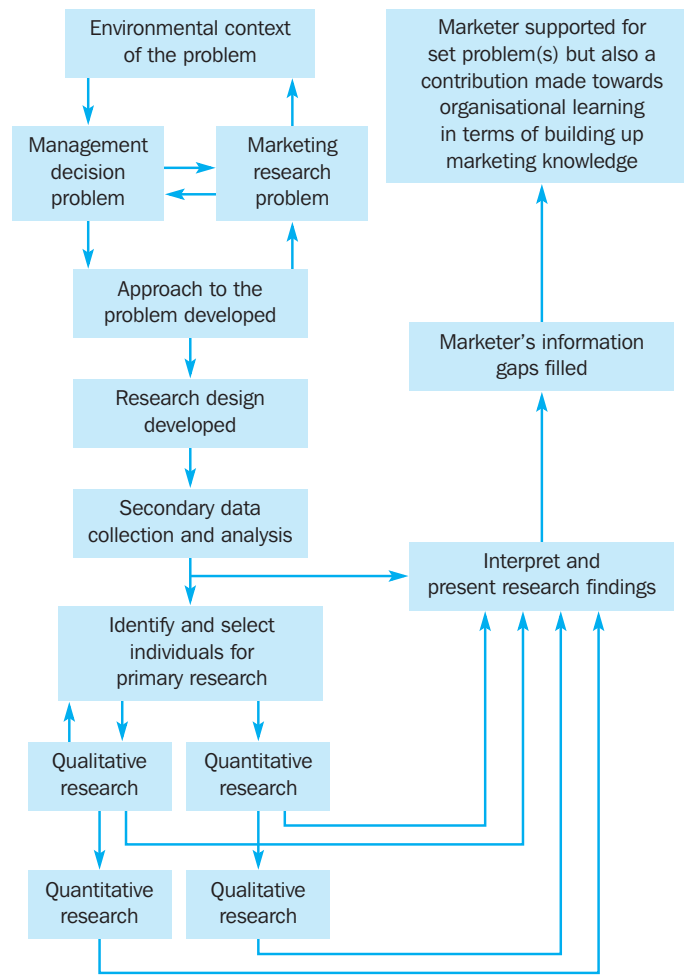 Environmental context
of the problem
Management
decision
problem
Marketing
research
problem
Approach to the
problem developed
Research design
developed
Secondary data
collection and analysis
Identify and select
individuals for
primary research
Qualitative
research
Quantitative
research
Quantitative
research
Qualitative
research
Marketer supported for
set problem(s) but also a
contribution made towards
organisational learning
in terms of building up
marketing knowledge
Marketer’s information
gaps filled
Interpret and
present research findings